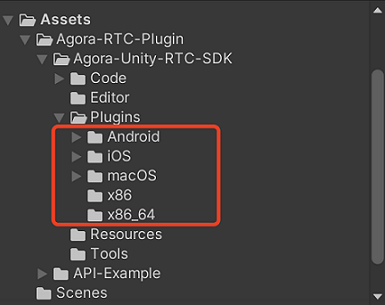 Assets
Agora-RTC-Plugin
Agora-Unity-RTC-SDK
Code
Editor
Plugins
Android
iOS
macOS
x86
x86_64
Resources
Tools
API-Example
Scenes